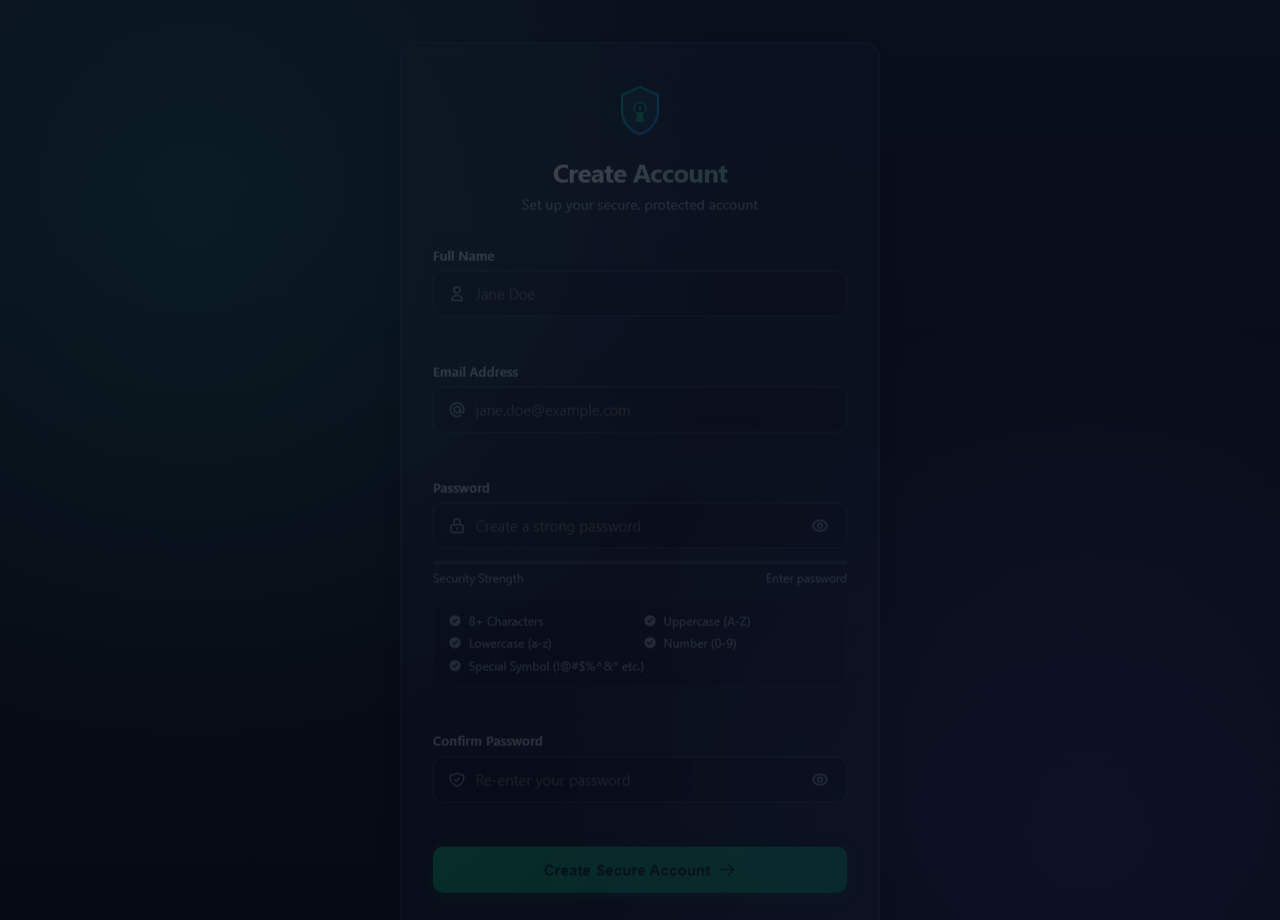 Create Account
Set up your secure, protected account
Full Name
Jane Doe
Email Address
jane.doe@example.com
Password
Create a strong password
Security Strength
Enter password
8+ Characters
Uppercase (A-Z)
Lowercase (a-z)
Number (0-9)
Special Symbol (!@#$%^&* etc.)
Confirm Password
Re-enter your password
Create Secure Account →